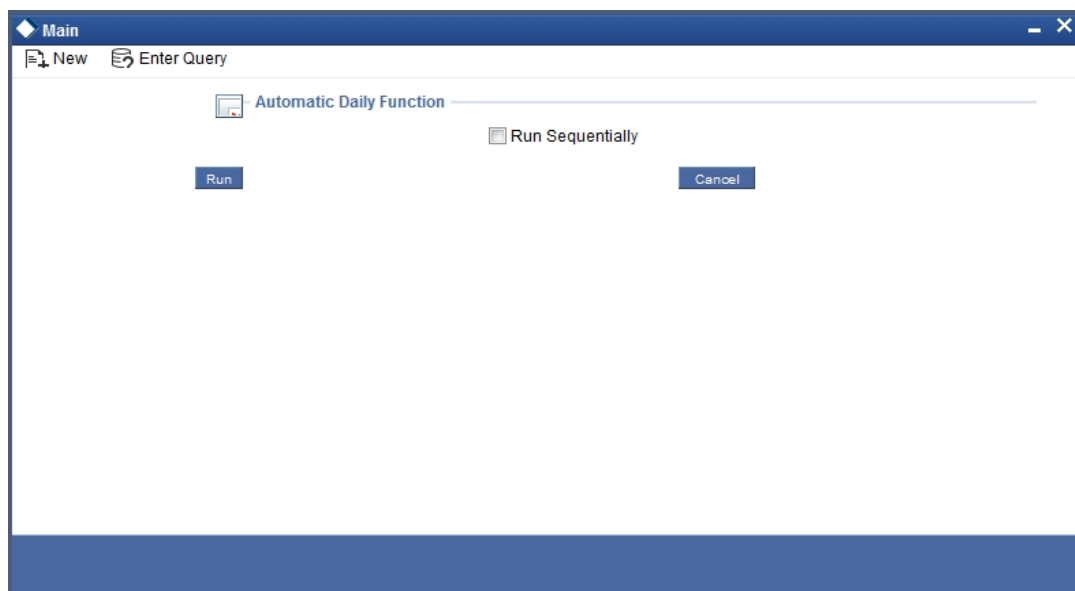 Main
New Enter Query
Automatic Daily Function
Run Sequentially
Run Cancel